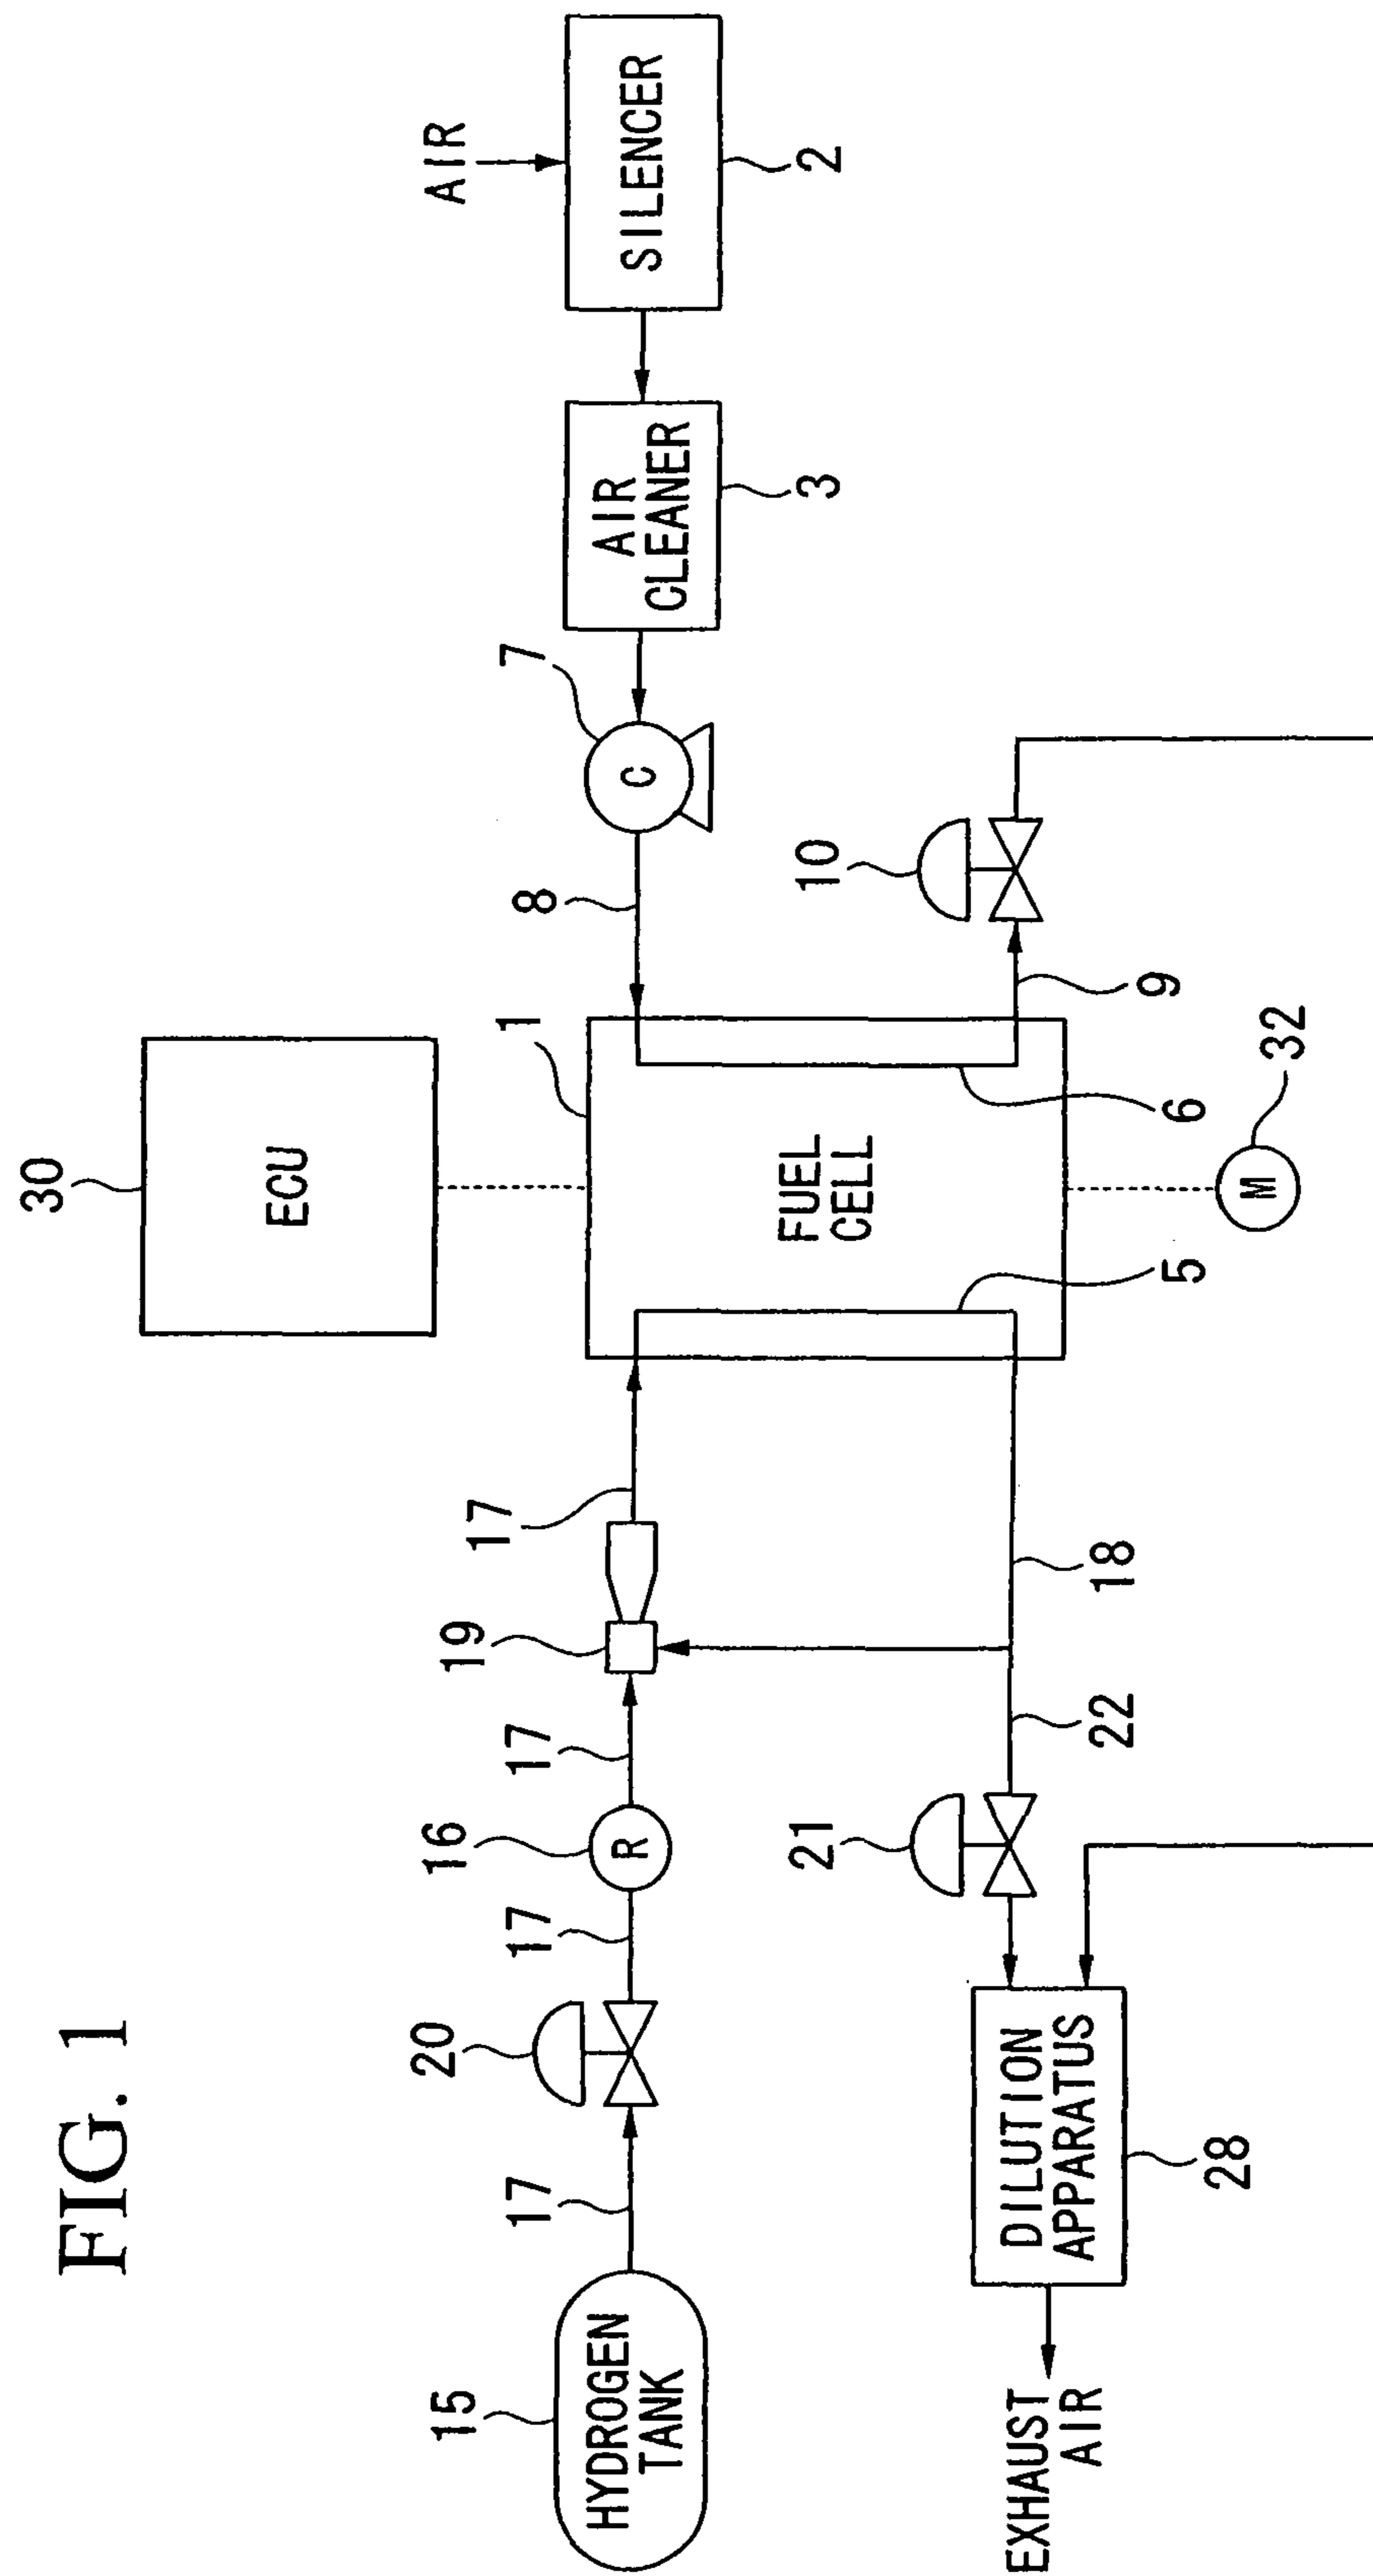 FIG. 1
30
ECU
AIR
1
8
7
C
AIR
CLEANER
3
SILENCER
2
15
HYDROGEN
TANK
17
20
17
16
R
17
19
17
FUEL
CELL
5
6
9
10
32
M
18
22
21
DILUTION
APPARATUS
28
EXHAUST
AIR